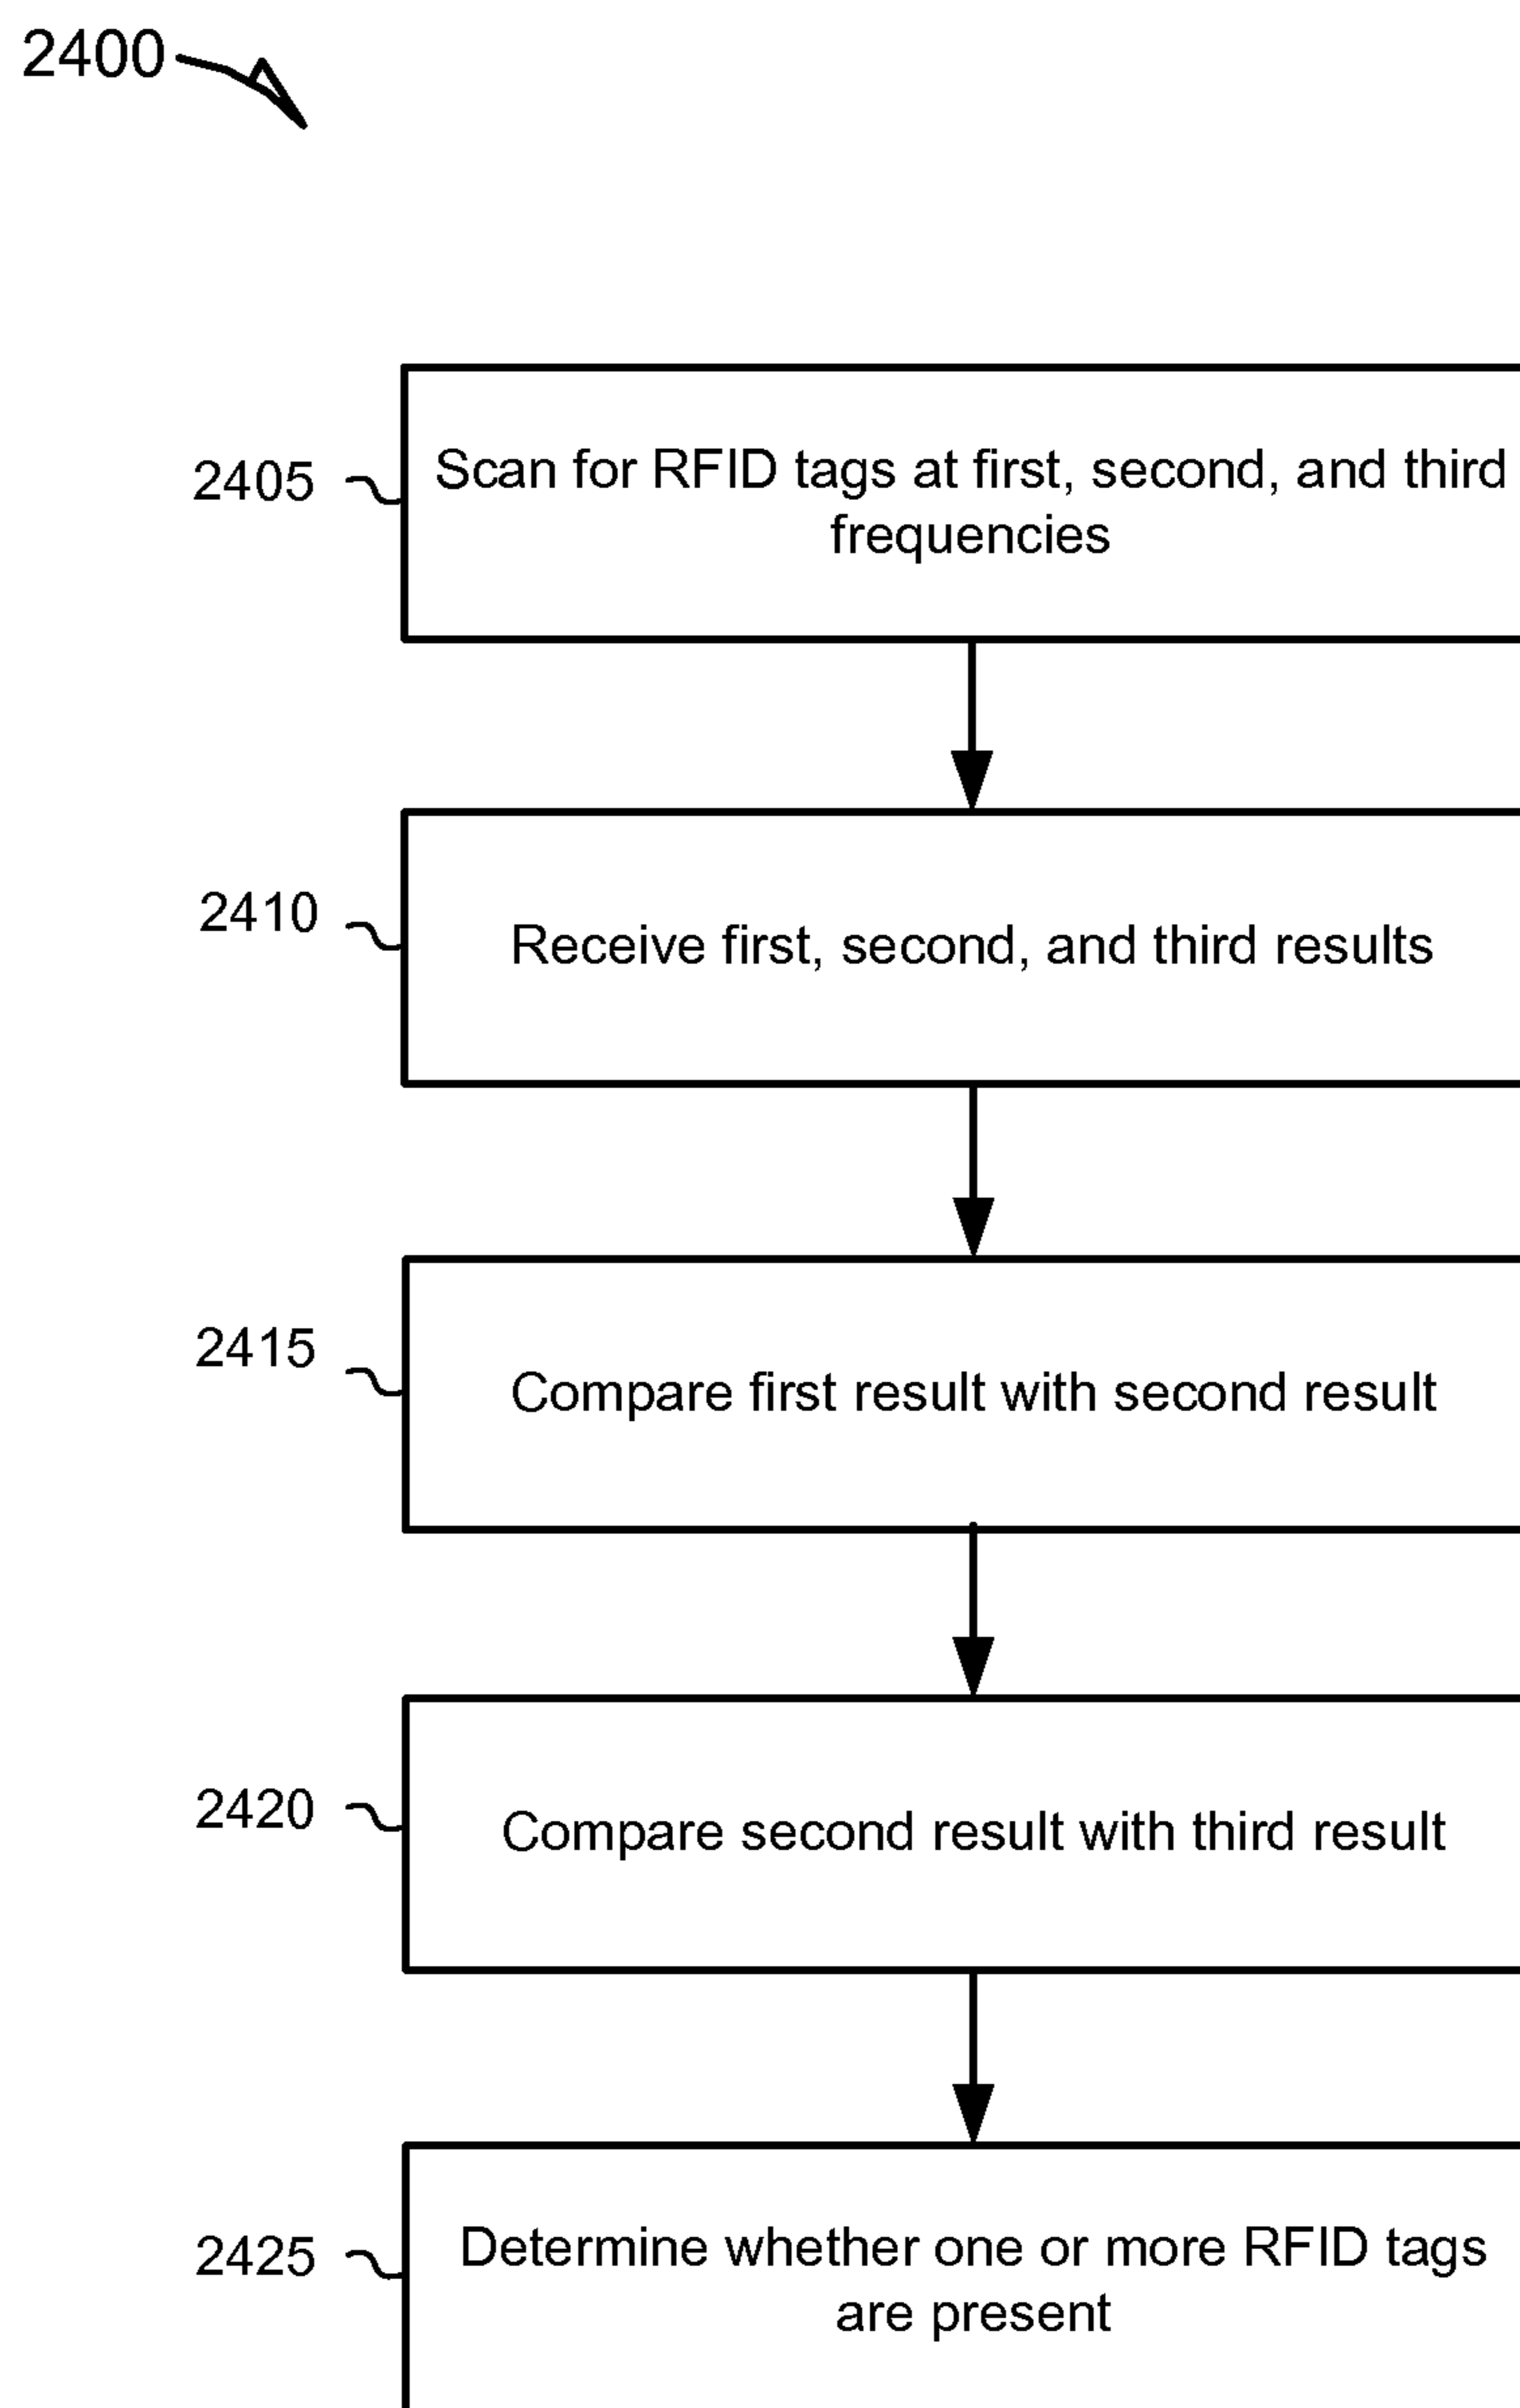 2400
2405
Scan for RFID tags at first, second, and third
frequencies
2410
Receive first, second, and third results
2415
Compare first result with second result
2420
Compare second result with third result
2425
Determine whether one or more RFID tags
are present